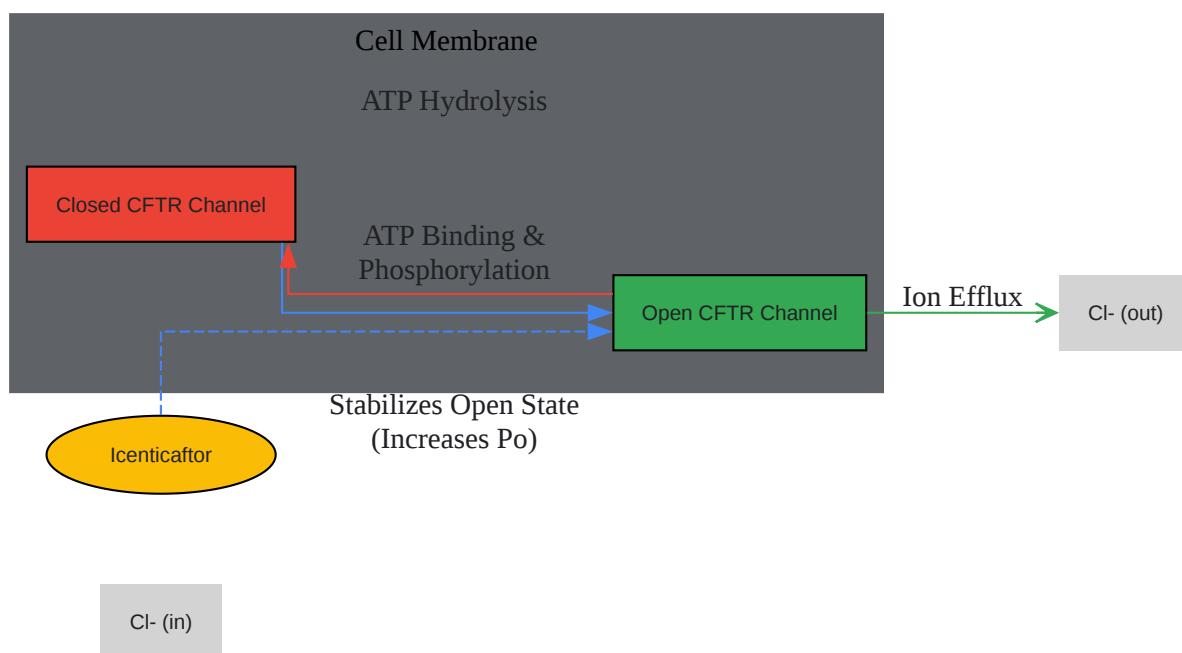 Cell Membrane
ATP Hydrolysis
Closed CFTR Channel
ATP Binding &
Phosphorylation
Ion Efflux
Open CFTR Channel
Cl- (out)
Stabilizes Open State
(Increases Po)
Icenticaftor
Cl- (in)